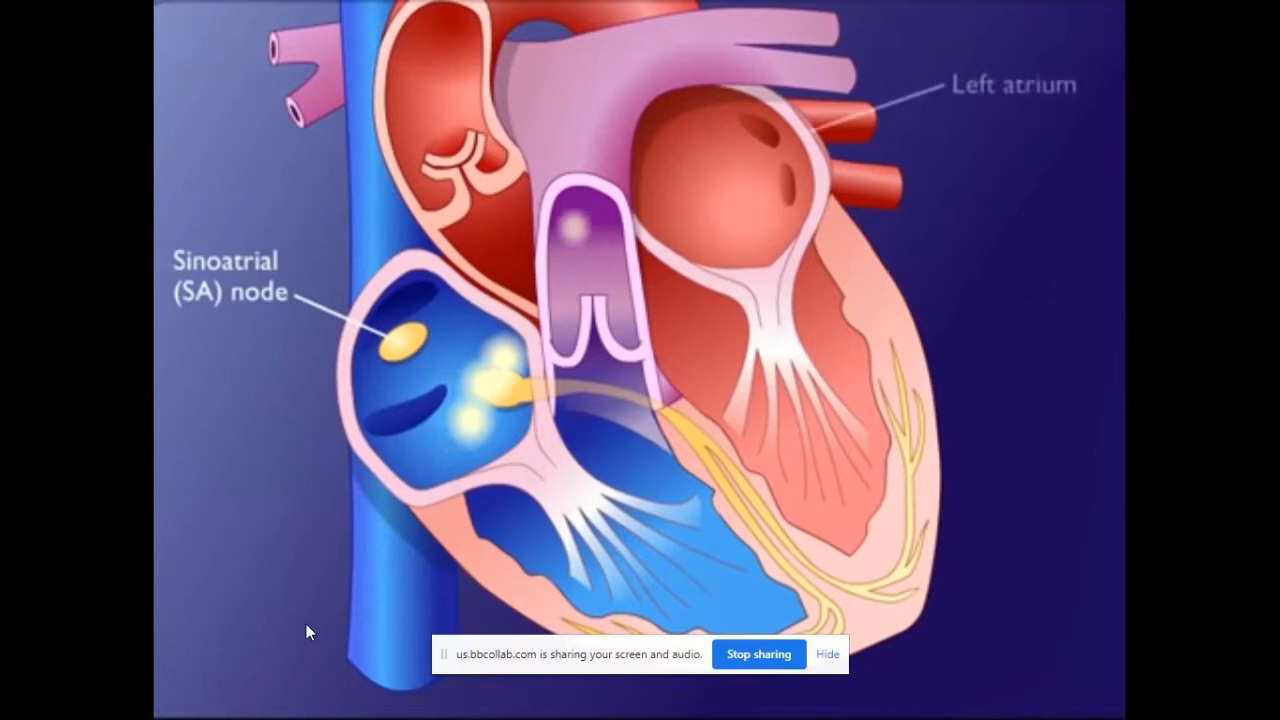 Left atrium
Sinoatrial
(SA) node
us.bbcollab.com is sharing your screen and audio.
Stop sharing
Hide